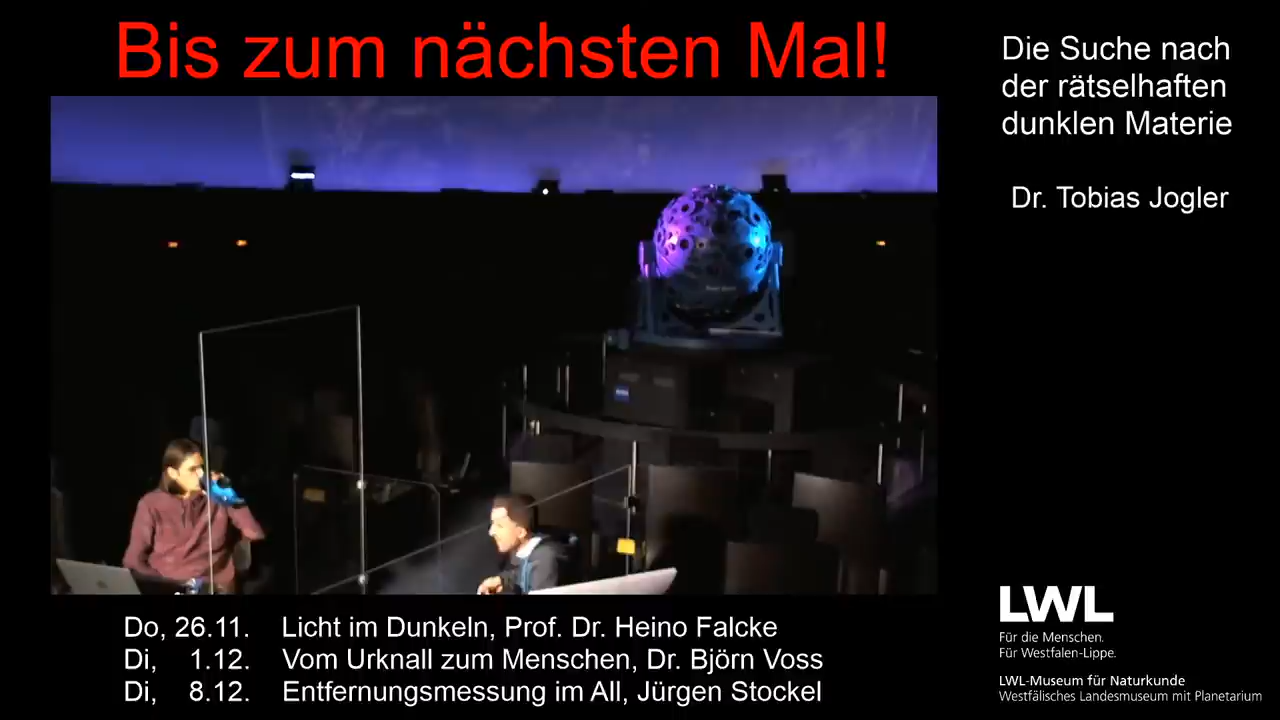 Bis zum nächsten Mal!
Die Suche nach
der rätselhaften
dunklen Materie
Dr. Tobias Jogler
Do, 26.11. Licht im Dunkeln, Prof. Dr. Heino Falcke
Di, 1.12. Vom Urknall zum Menschen, Dr. Björn Voss
Di, 8.12. Entfernungsmessung im All, Jürgen Stockel
LWL
Für die Menschen.
Für Westfalen-Lippe.
LWL-Museum für Naturkunde
Westfälisches Landesmuseum mit Planetarium